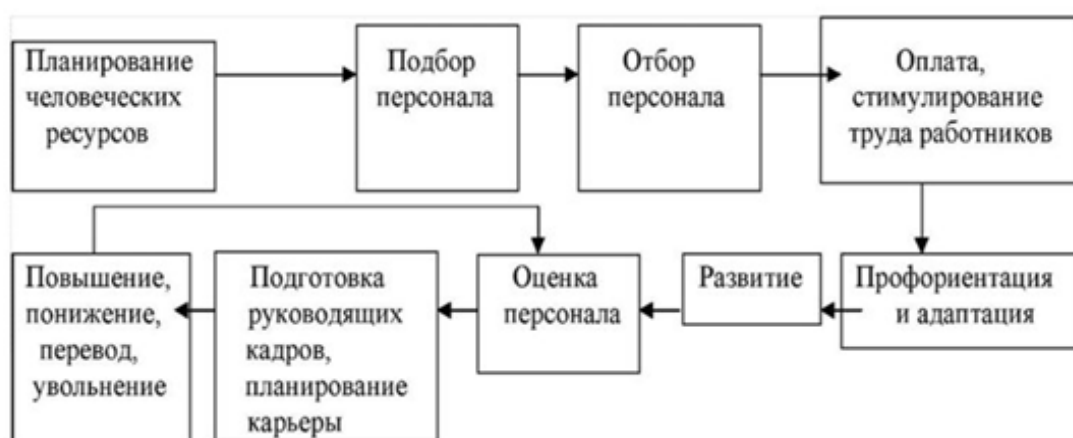 Планирование
человеческих
ресурсов
Подбор
персонала
Отбор
персонала
Оплата,
стимулирование
труда работников
Повышение,
понижение,
перевод,
увольнение
Подготовка
руководящих
кадров,
планирование
карьеры
Оценка
персонала
Развитие
Профориентация
и адаптация